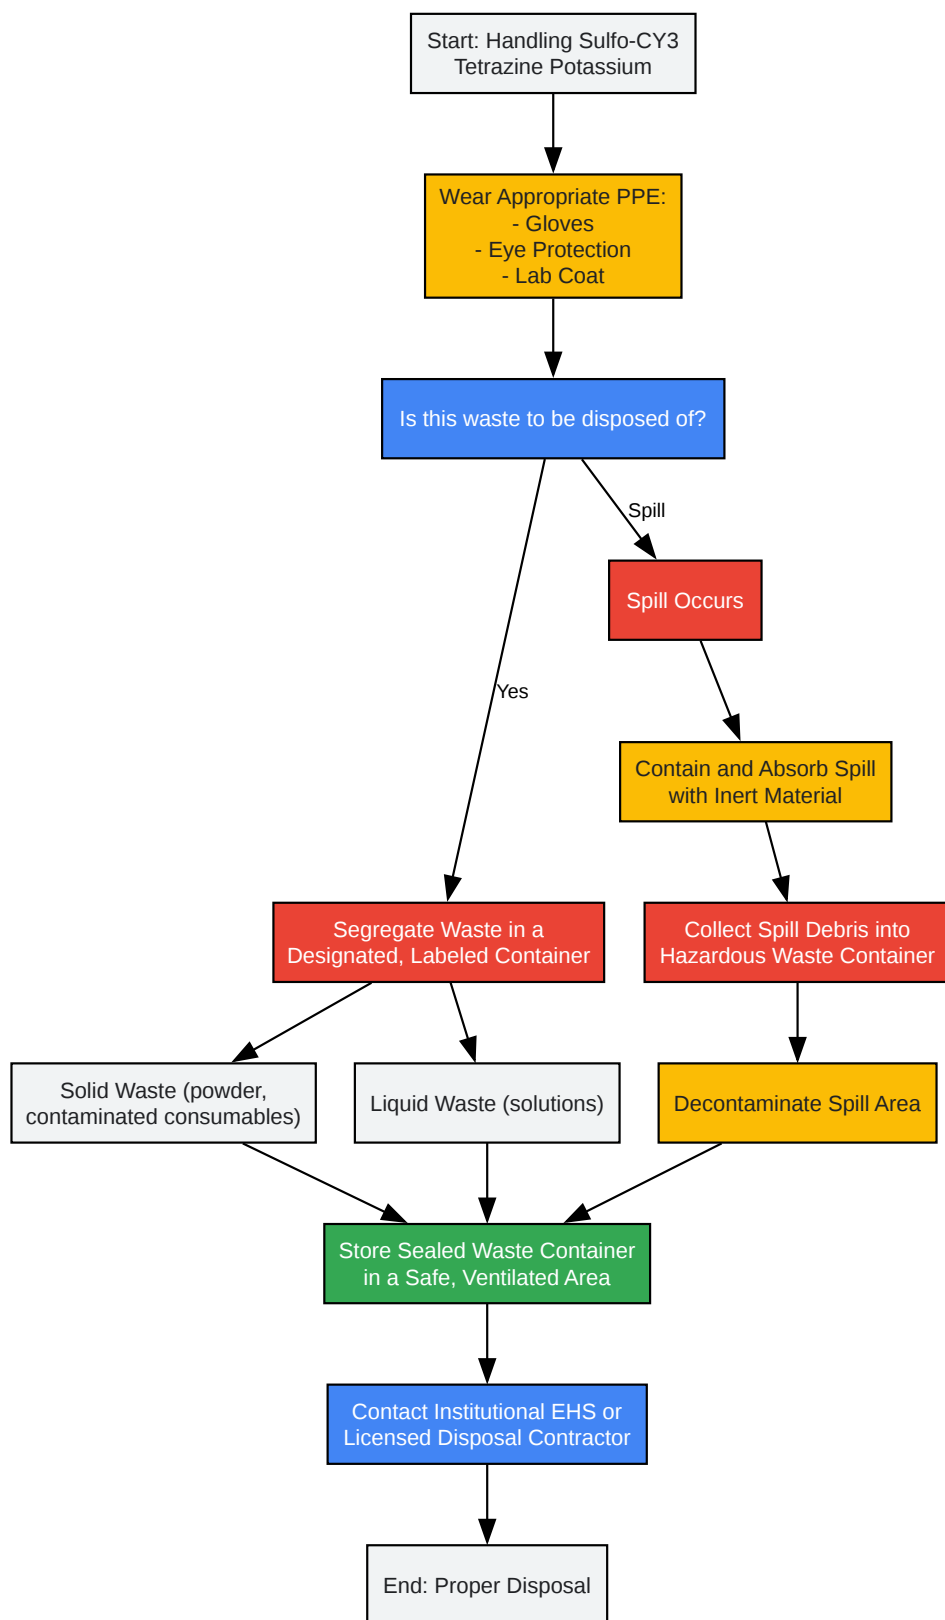 Start: Handling Sulfo-CY3
Tetrazine Potassium
Wear Appropriate PPE:
- Gloves
- Eye Protection
- Lab Coat
Is this waste to be disposed of?
Spill
Spill Occurs
Yes
Contain and Absorb Spill
with Inert Material
Segregate Waste in a
Designated, Labeled Container
Collect Spill Debris into
Hazardous Waste Container
Solid Waste (powder,
contaminated consumables)
Liquid Waste (solutions)
Decontaminate Spill Area
Store Sealed Waste Container
in a Safe, Ventilated Area
Contact Institutional EHS or
Licensed Disposal Contractor
End: Proper Disposal